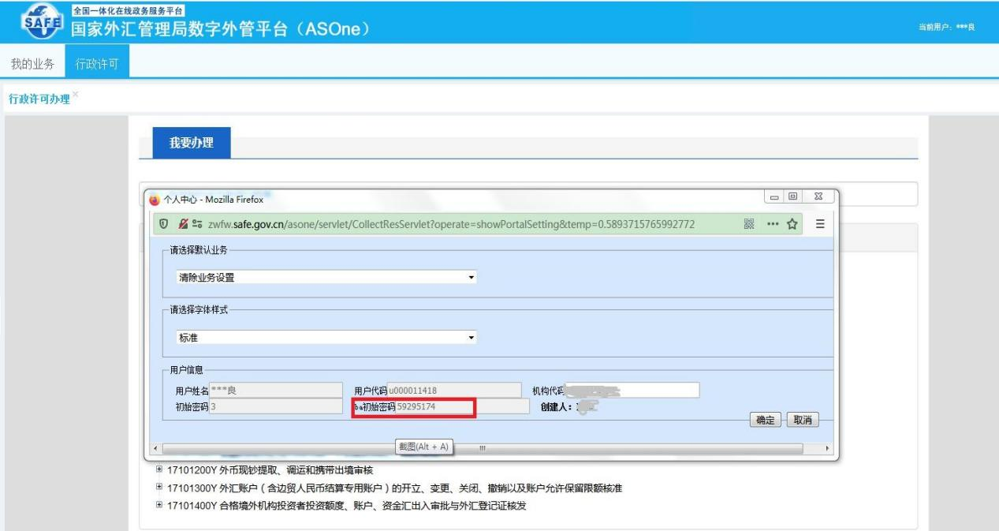 全国一体化在线政务服务平台
SAFE
国家外汇管理局数字外管平台（ASOne）
当前用户：***良
我的业务 行政许可
行政许可办理
我要办理
个人中心 - Mozilla Firefox
zwfw.safe.gov.cn/asone/servlet/CollectResServlet?operate=showPortalSetting&temp=0.5893715765992772
请选择默认业务
清除业务设置
请选择字体样式
标准
用户信息
用户姓名 ***良 用户代码 u000011418 机构代码
初始密码 3 ba初始密码 59295174 创建人：
确定 取消
截图(Alt + A)
17101200Y 外币现钞提取、调运和携带出境审核
17101300Y 外汇账户（含边贸人民币结算专用账户）的开立、变更、关闭、撤销以及账户允许保留限额核准
17101400Y 合格境外机构投资者投资额度、账户、资金汇出入审批与外汇登记证核发